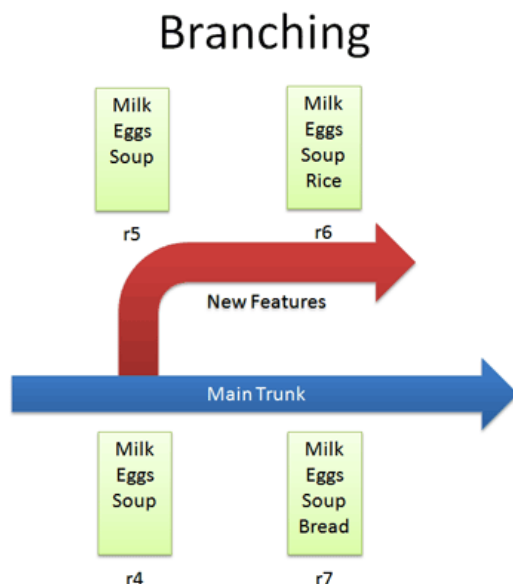 Branching
Milk
Eggs
Soup
r5
Milk
Eggs
Soup
Rice
r6
New Features
Main Trunk
Milk
Eggs
Soup
r4
Milk
Eggs
Soup
Bread
r7